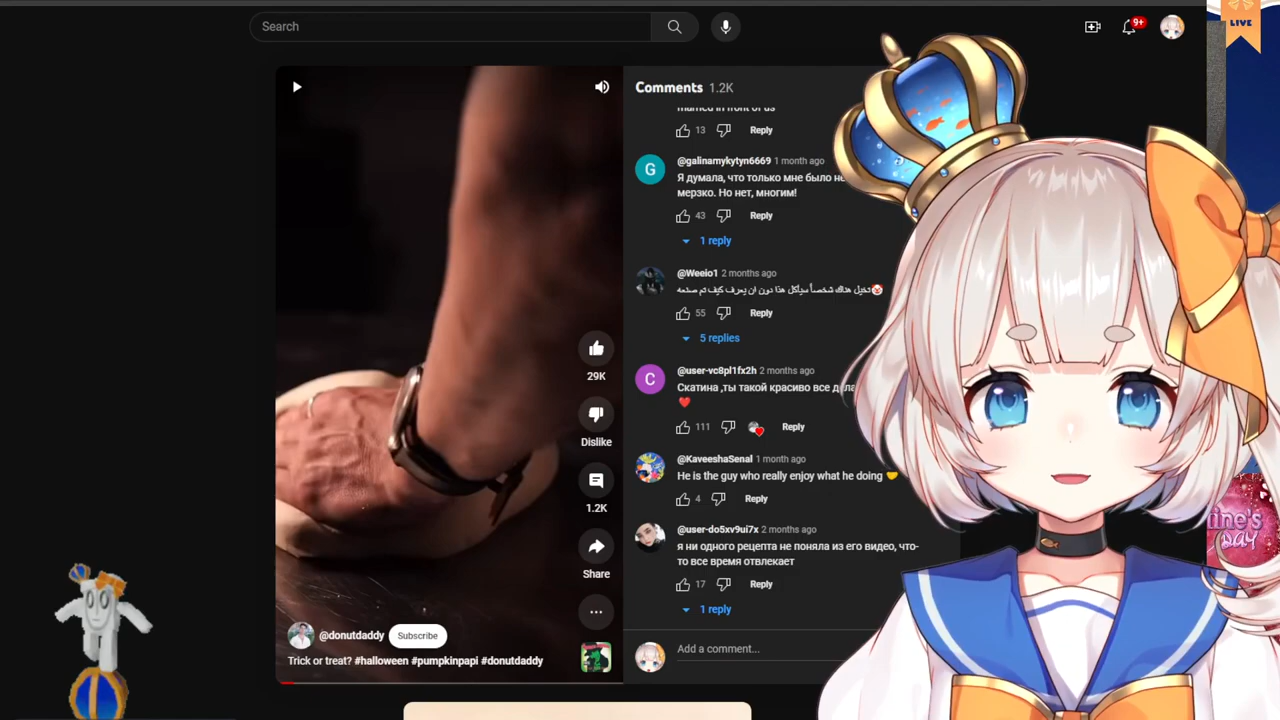 Search
9+
LIVE
Comments 1.2K
married in front of us
13 Reply
@galinamykytyn6669 1 month ago
Я думала, что только мне было
мерзко. Но нет, многим!
43 Reply
1 reply
@Weeio1 2 months ago
تخيل هناك شخصاً سيأكل هذا دون ان يعرف كيف تم صنعه🤡
55 Reply
5 replies
C
@user-vc8pl1fx2h 2 months ago
Скатина ,ты такой красиво все
❤️
111 Reply
@KaveeshaSenal 1 month ago
He is the guy who really enjoy what he doing 🤝
4 Reply
@user-do5xv9ui7x 2 months ago
я ни одного рецепта не поняла из его видео, что-
то все время отвлекает
17 Reply
1 reply
Add a comment...
29K
Dislike
1.2K
Share
@donutdaddy Subscribe
Trick or treat? #halloween #pumpkinpapi #donutdaddy
G
ine's
DAY